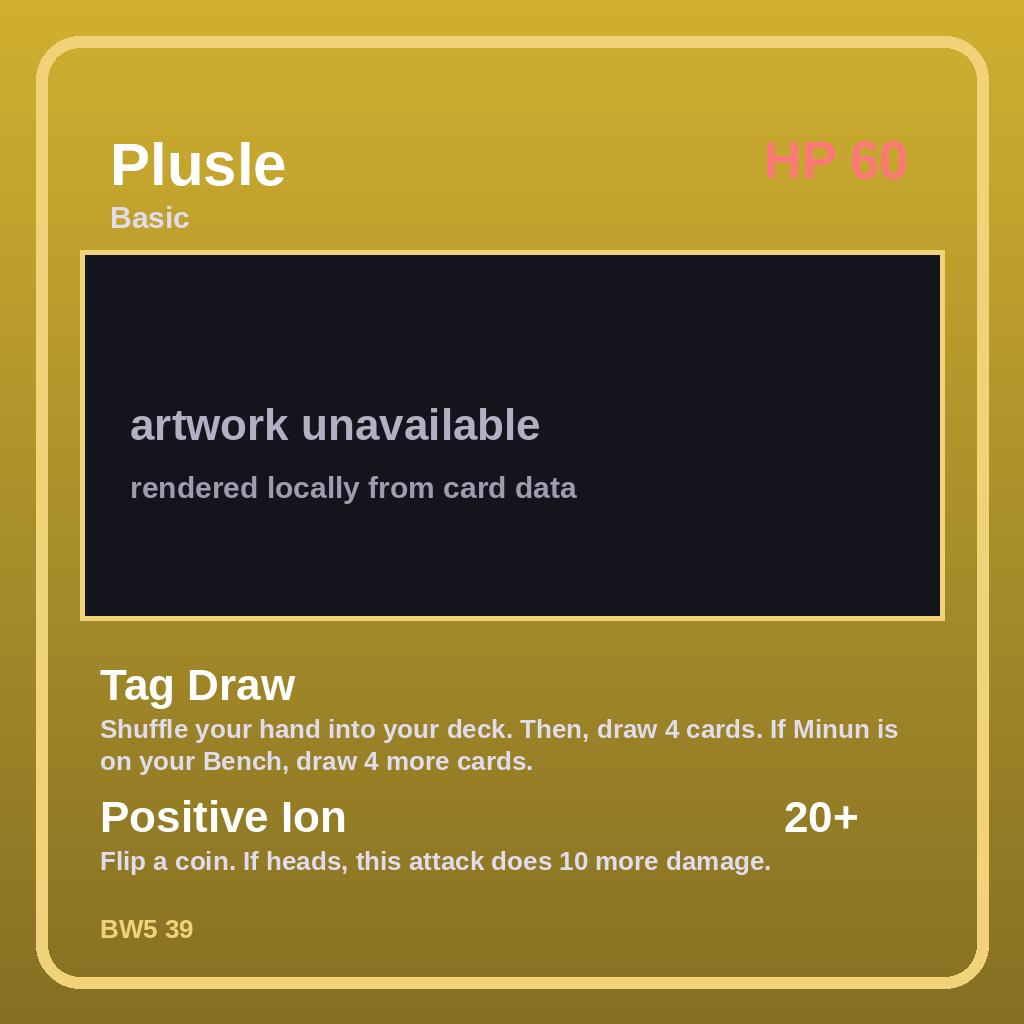 Plusle
HP 60
Basic
artwork unavailable
rendered locally from card data
Tag Draw
Shuffle your hand into your deck. Then, draw 4 cards. If Minun is
on your Bench, draw 4 more cards.
Positive Ion 20+
Flip a coin. If heads, this attack does 10 more damage.
BW5 39